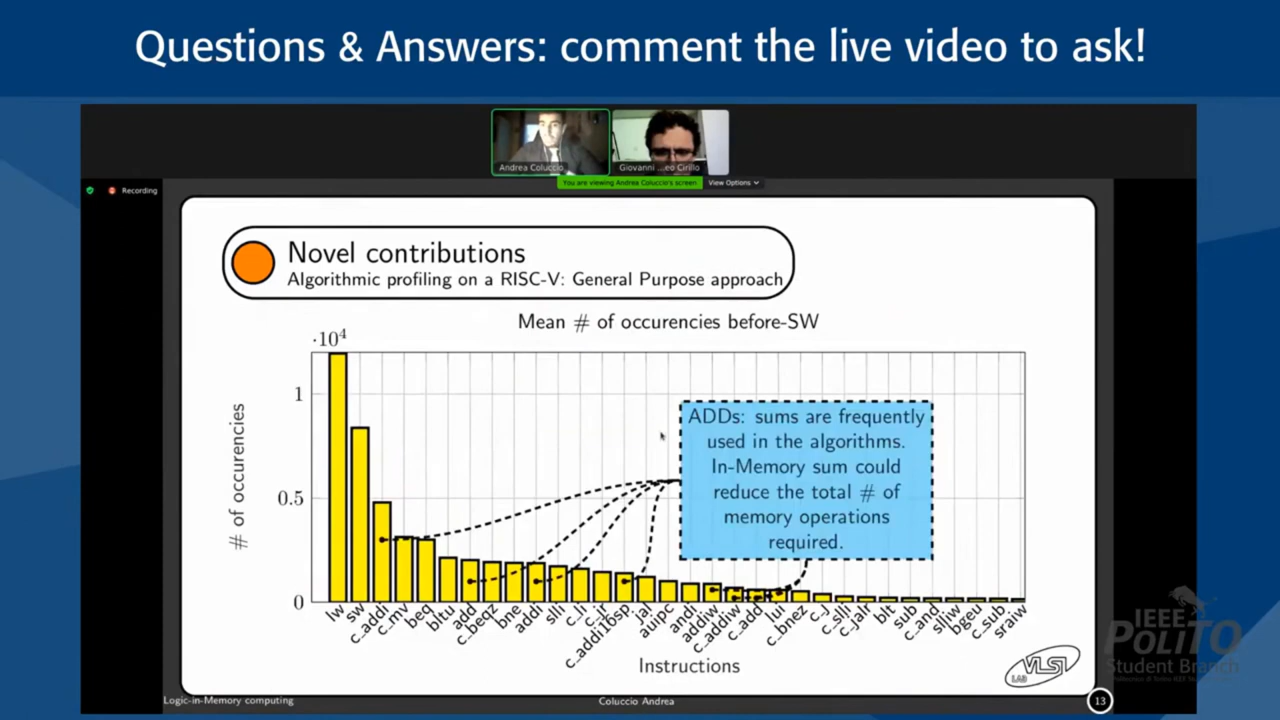 Questions & Answers: comment the live video to ask!
Andrea Coluccio
Giovanni ...eo Cirillo
You are viewing Andrea Coluccio's screen
View Options
Recording
Novel contributions
Algorithmic profiling on a RISC-V: General Purpose approach
Mean # of occurencies before-SW
·10⁴
1
0.5
0
# of occurencies
ADDs: sums are frequently
used in the algorithms.
In-Memory sum could
reduce the total # of
memory operations
required.
lw
sw
c_addi
c_mv
beq
bltu
add
c_beqz
bne
addi
slli
c_li
c_jr
c_addi16sp
jal
auipc
andi
addiw
c_addiw
c_add
lui
c_bnez
c_j
c_slli
c_jalr
blt
sub
c_and
slliw
bgeu
c_sub
sraiw
Instructions
VLSI
LAB
IEEE
POLITO
Student Branch
Logic-in-Memory computing
Coluccio Andrea
13